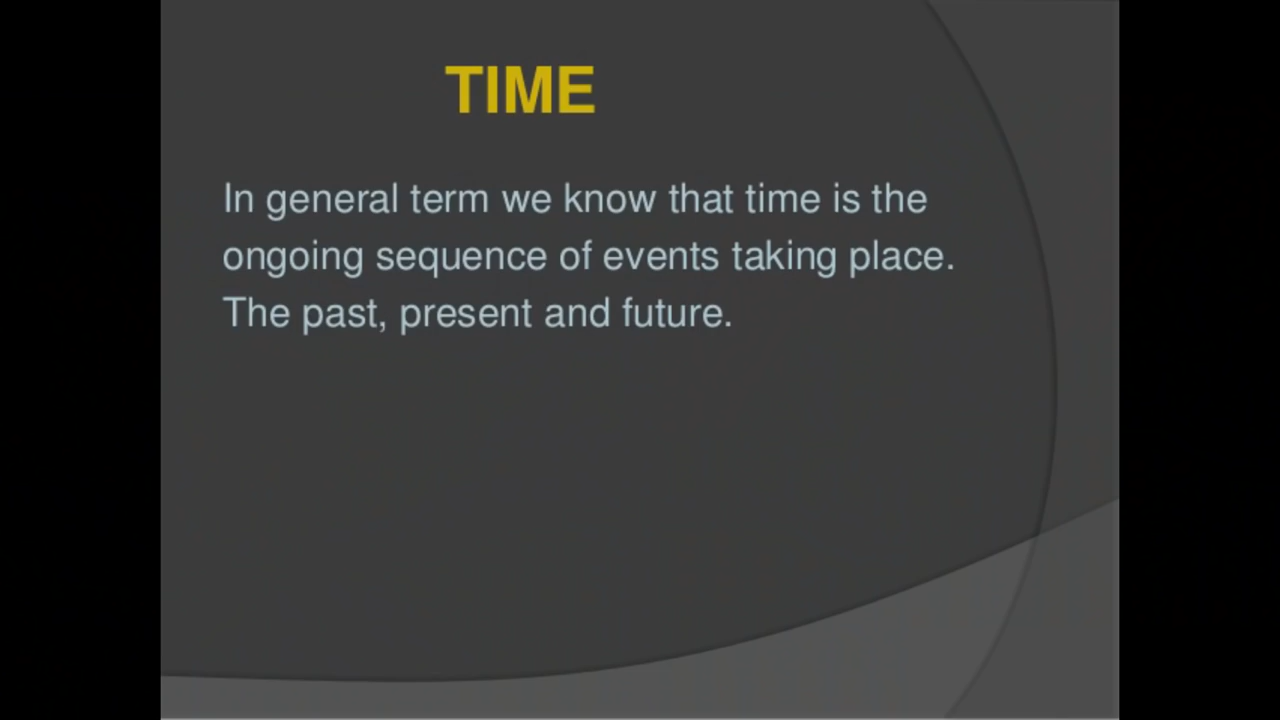 TIME
In general term we know that time is the
ongoing sequence of events taking place.
The past, present and future.